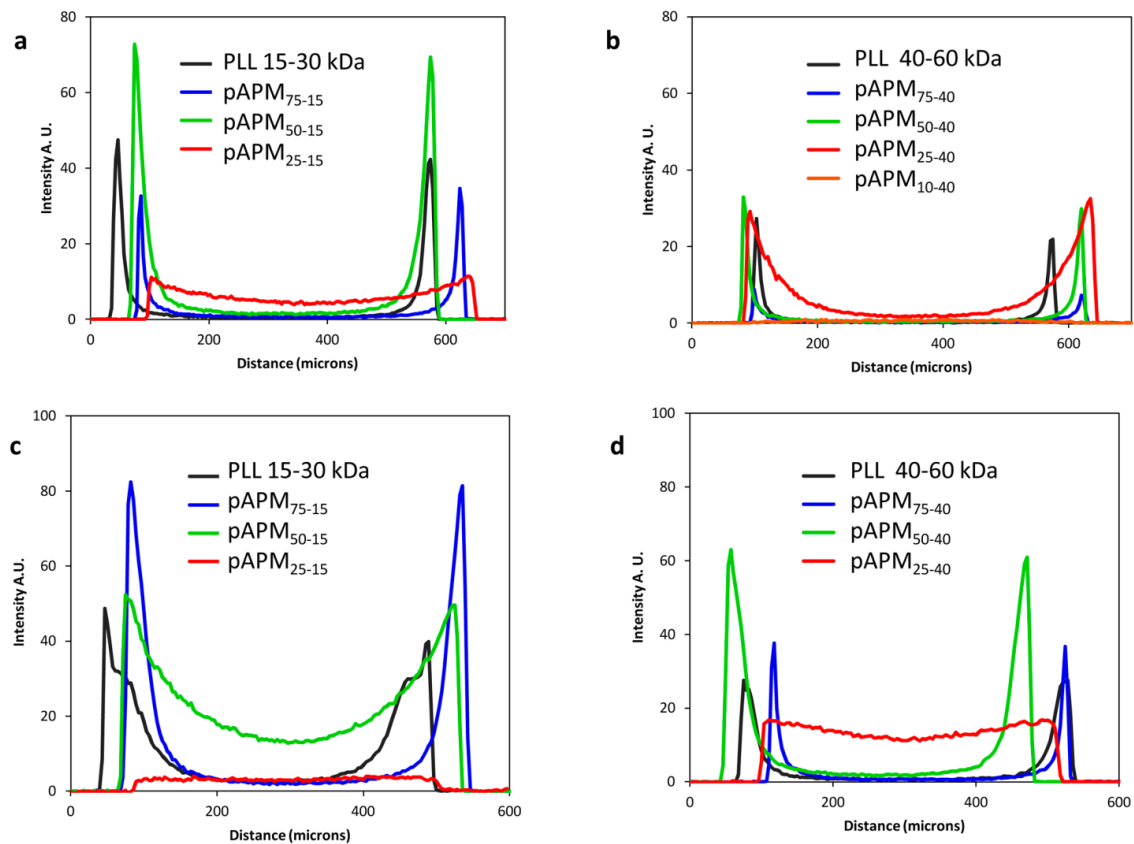 a
80
60
40
20
0
Intensity A. U.
PLL 15-30 kDa
pAPM75-15
pAPM50-15
pAPM25-15
0 200 400 600
Distance (microns)
b
80
60
40
20
0
Intensity A. U.
PLL 40-60 kDa
pAPM75-40
pAPM50-40
pAPM25-40
pAPM10-40
0 200 400 600
Distance (microns)
c
100
80
60
40
20
0
Intensity A.U.
PLL 15-30 kDa
pAPM75-15
pAPM50-15
pAPM25-15
0 200 400 600
Distance (microns)
d
100
80
60
40
20
0
Intensity A. U.
PLL 40-60 kDa
pAPM75-40
pAPM50-40
pAPM25-40
0 200 400 600
Distance (microns)